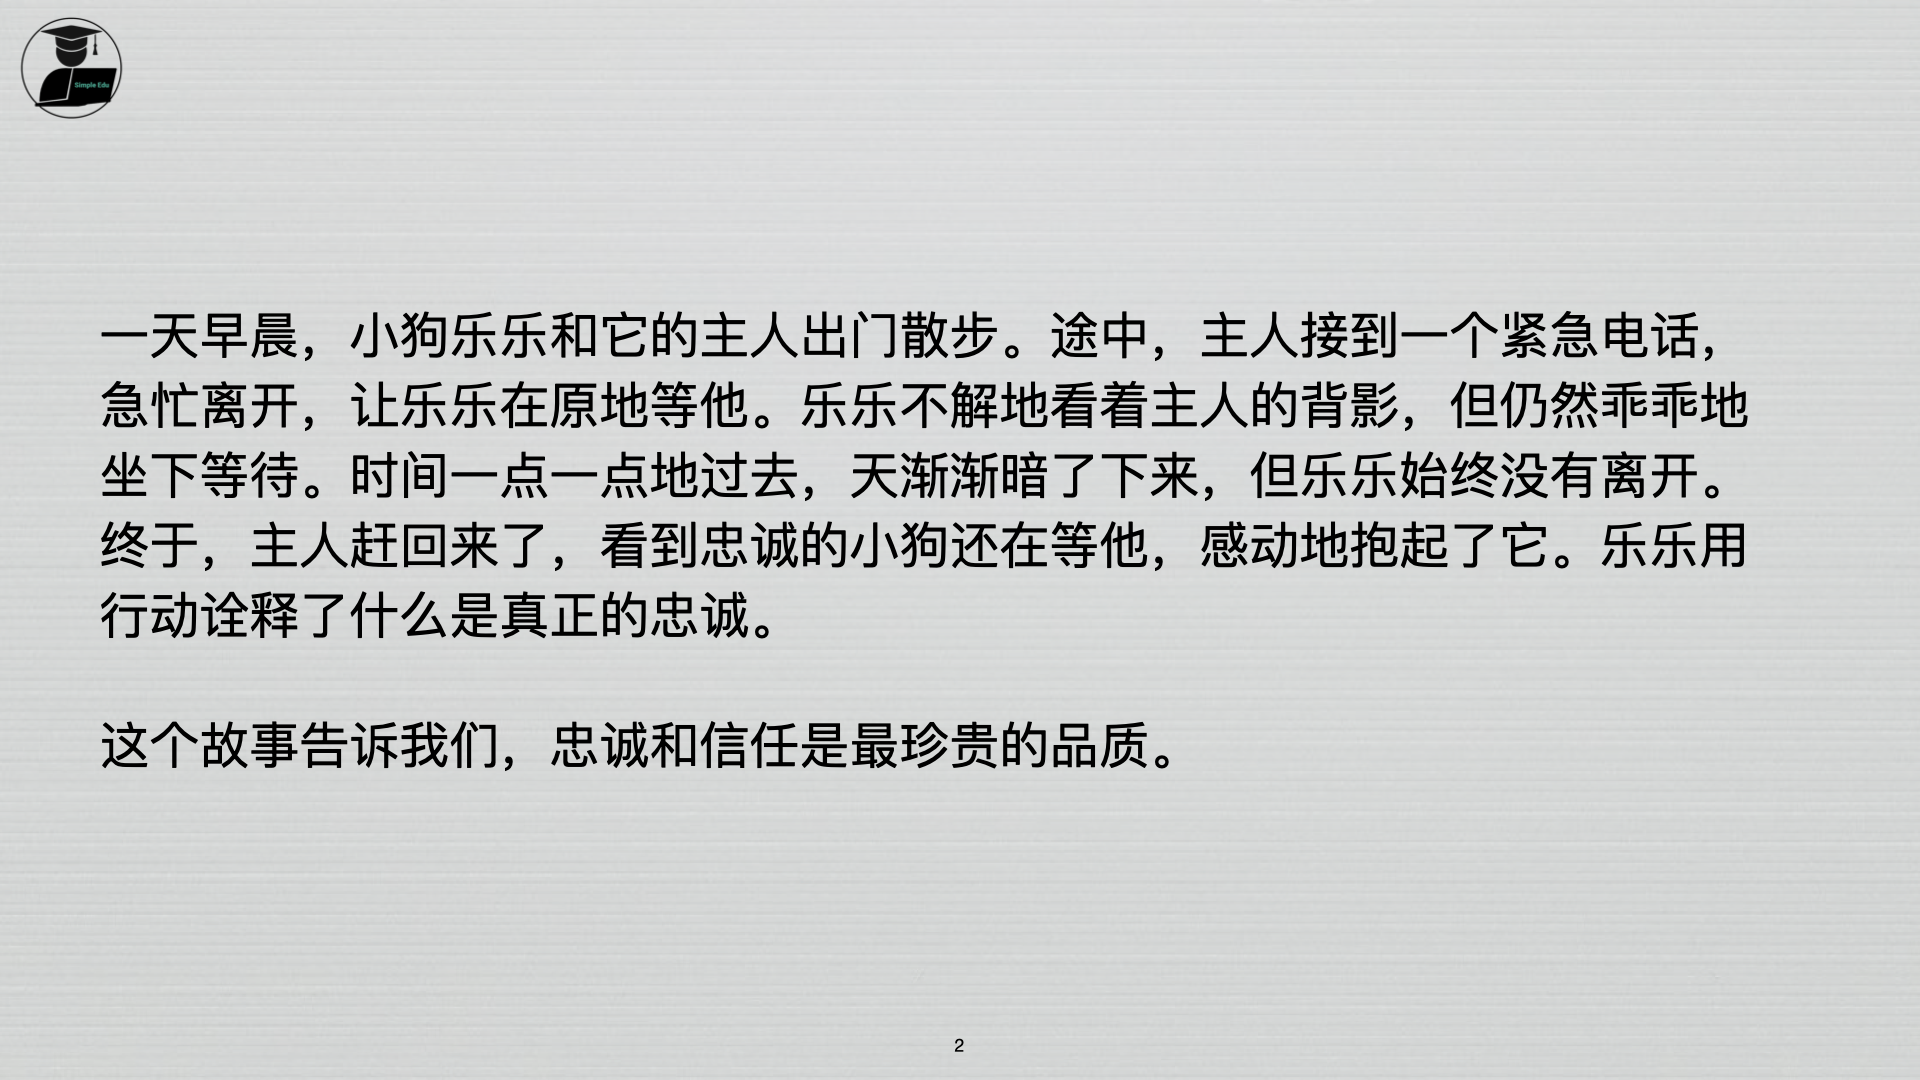 Simple Edu
一天早晨，小狗乐乐和它的主人出门散步。途中，主人接到一个紧急电话，
急忙离开，让乐乐在原地等他。乐乐不解地看着主人的背影，但仍然乖乖地
坐下等待。时间一点一点地过去，天渐渐暗了下来，但乐乐始终没有离开。
终于，主人赶回来了，看到忠诚的小狗还在等他，感动地抱起了它。乐乐用
行动诠释了什么是真正的忠诚。
这个故事告诉我们，忠诚和信任是最珍贵的品质。
2